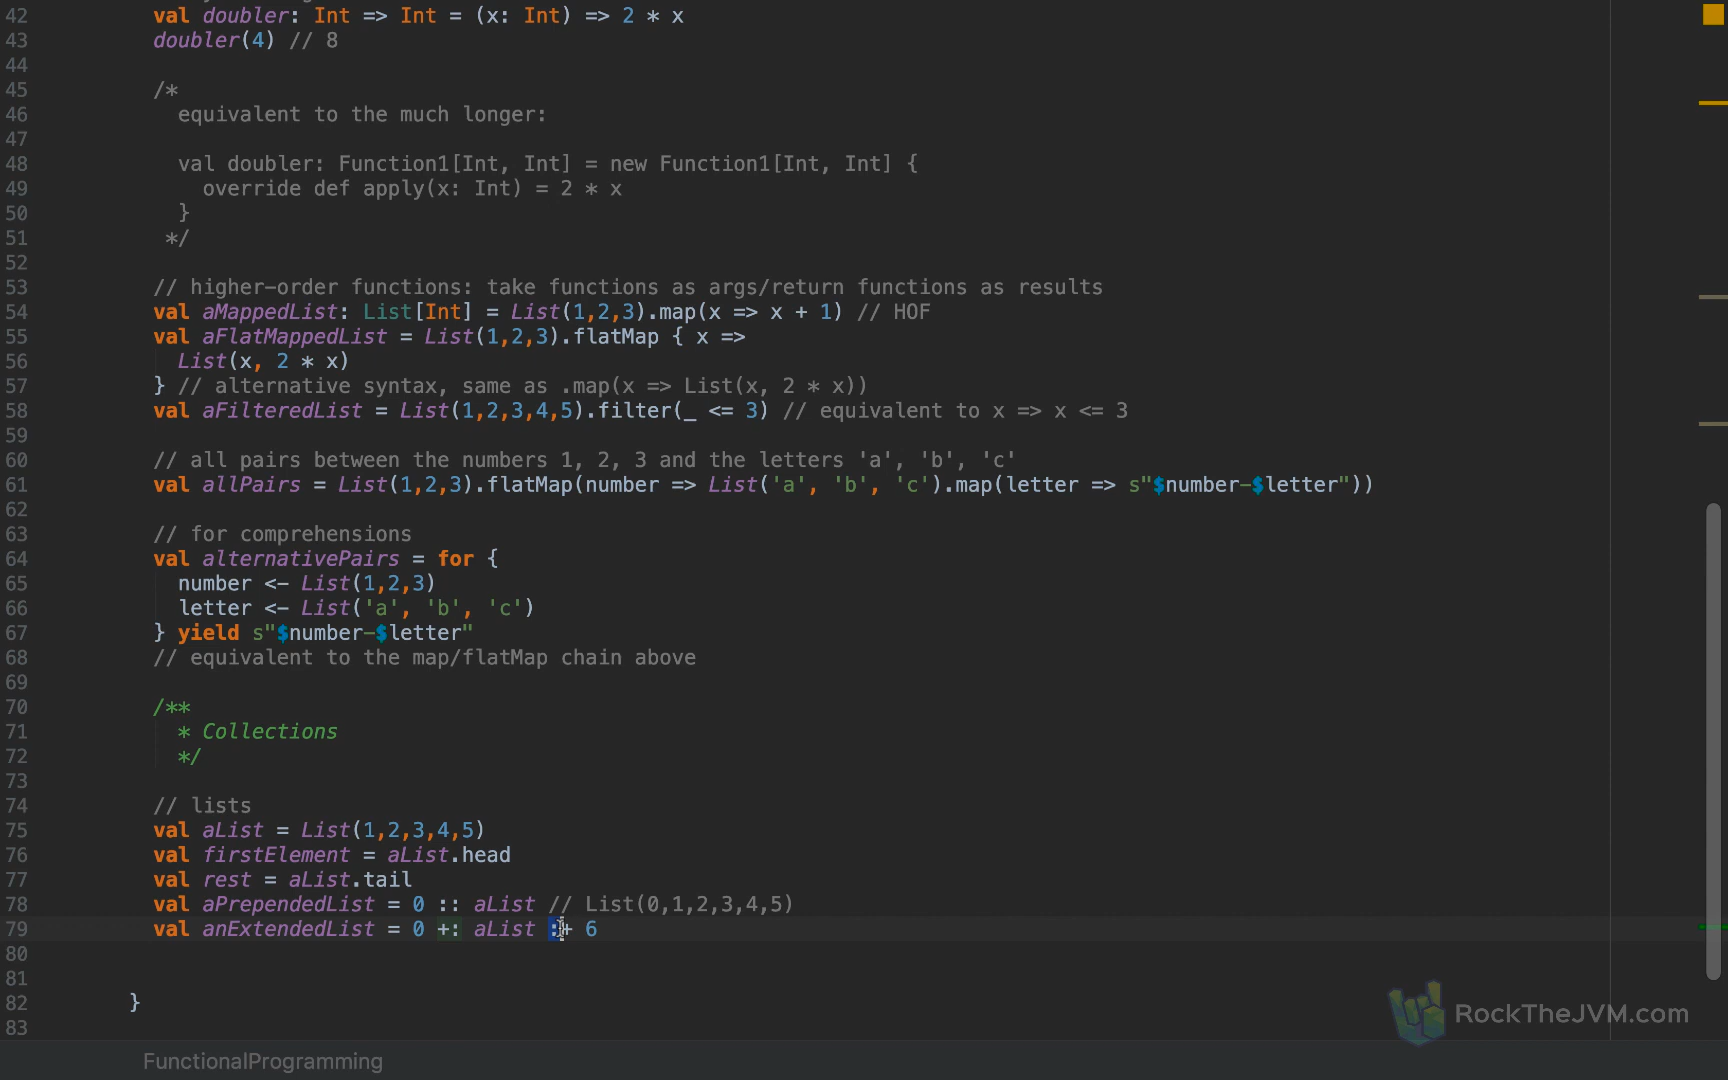 42 val doubler: Int => Int = (x: Int) => 2 * x
43 doubler(4) // 8
44
45 /*
46 equivalent to the much longer:
47
48 val doubler: Function1[Int, Int] = new Function1[Int, Int] {
49 override def apply(x: Int) = 2 * x
50 }
51 */
52
53 // higher-order functions: take functions as args/return functions as results
54 val aMappedList: List[Int] = List(1,2,3).map(x => x + 1) // HOF
55 val aFlatMappedList = List(1,2,3).flatMap { x =>
56 List(x, 2 * x)
57 } // alternative syntax, same as .map(x => List(x, 2 * x))
58 val aFilteredList = List(1,2,3,4,5).filter(_ <= 3) // equivalent to x => x <= 3
59
60 // all pairs between the numbers 1, 2, 3 and the letters 'a', 'b', 'c'
61 val allPairs = List(1,2,3).flatMap(number => List('a', 'b', 'c').map(letter => s"$number-$letter"))
62
63 // for comprehensions
64 val alternativePairs = for {
65 number <- List(1,2,3)
66 letter <- List('a', 'b', 'c')
67 } yield s"$number-$letter"
68 // equivalent to the map/flatMap chain above
69
70 /**
71 * Collections
72 */
73
74 // lists
75 val aList = List(1,2,3,4,5)
76 val firstElement = aList.head
77 val rest = aList.tail
78 val aPrependedList = 0 :: aList // List(0,1,2,3,4,5)
79 val anExtendedList = 0 +: aList :+ 6
80
81
82 }
83
RockTheJVM.com
FunctionalProgramming